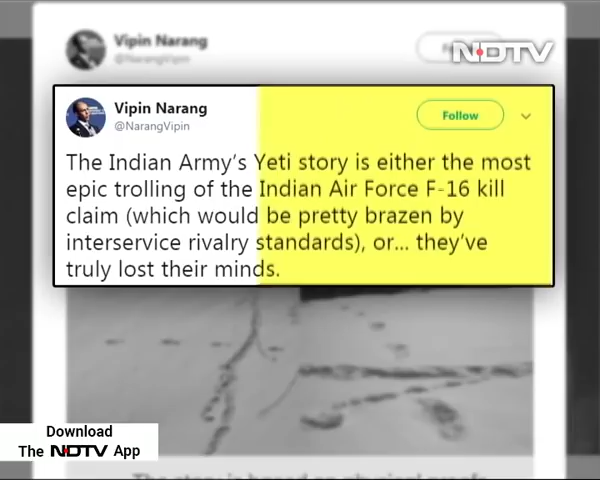 Vipin Narang
@NarangVipin
NDTV
Vipin Narang
@NarangVipin
Follow
The Indian Army's Yeti story is either the most
epic trolling of the Indian Air Force F-16 kill
claim (which would be pretty brazen by
interservice rivalry standards), or... they've
truly lost their minds.
Download
The NDTV App